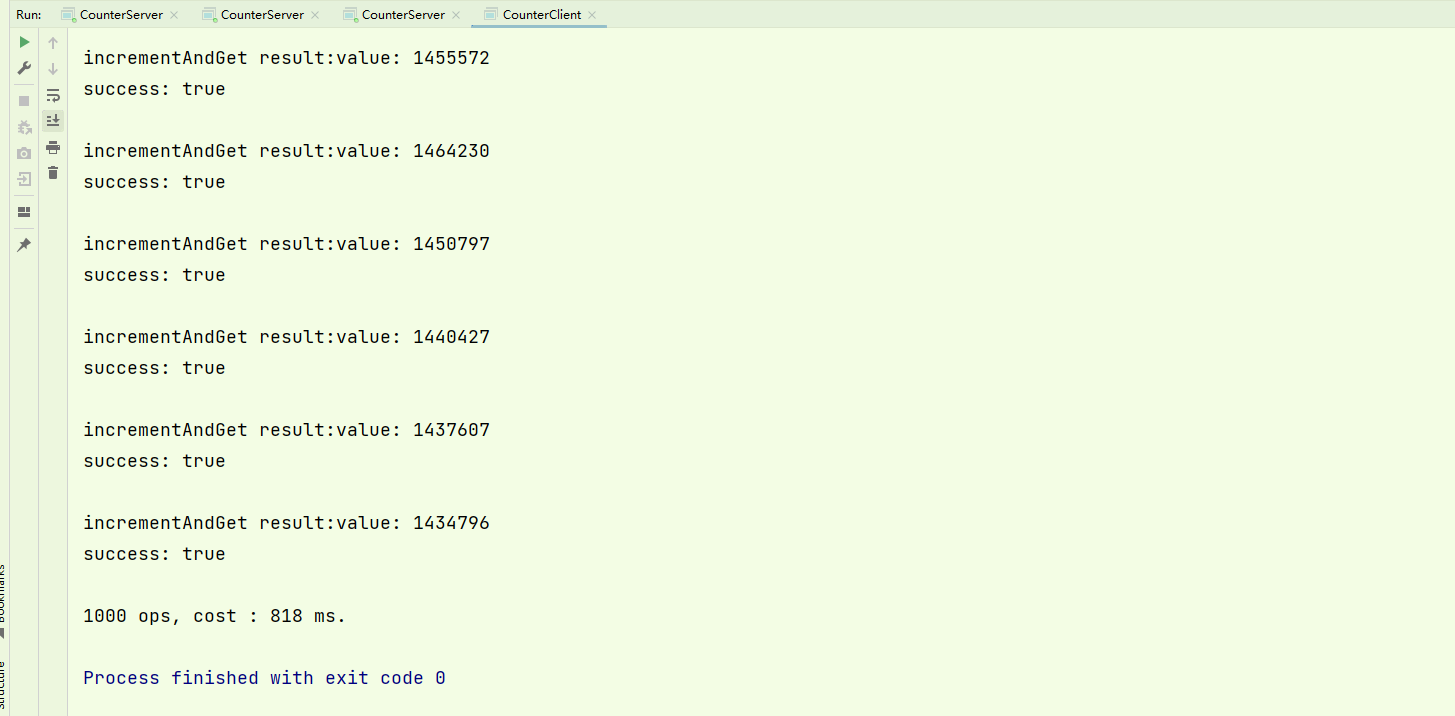 Run:
CounterServer
CounterServer
CounterServer
CounterClient
incrementAndGet result:value: 1455572
success: true
incrementAndGet result:value: 1464230
success: true
incrementAndGet result:value: 1450797
success: true
incrementAndGet result:value: 1440427
success: true
incrementAndGet result:value: 1437607
success: true
incrementAndGet result:value: 1434796
success: true
1000 ops, cost : 818 ms.
Process finished with exit code 0
Bookmarks
Structure